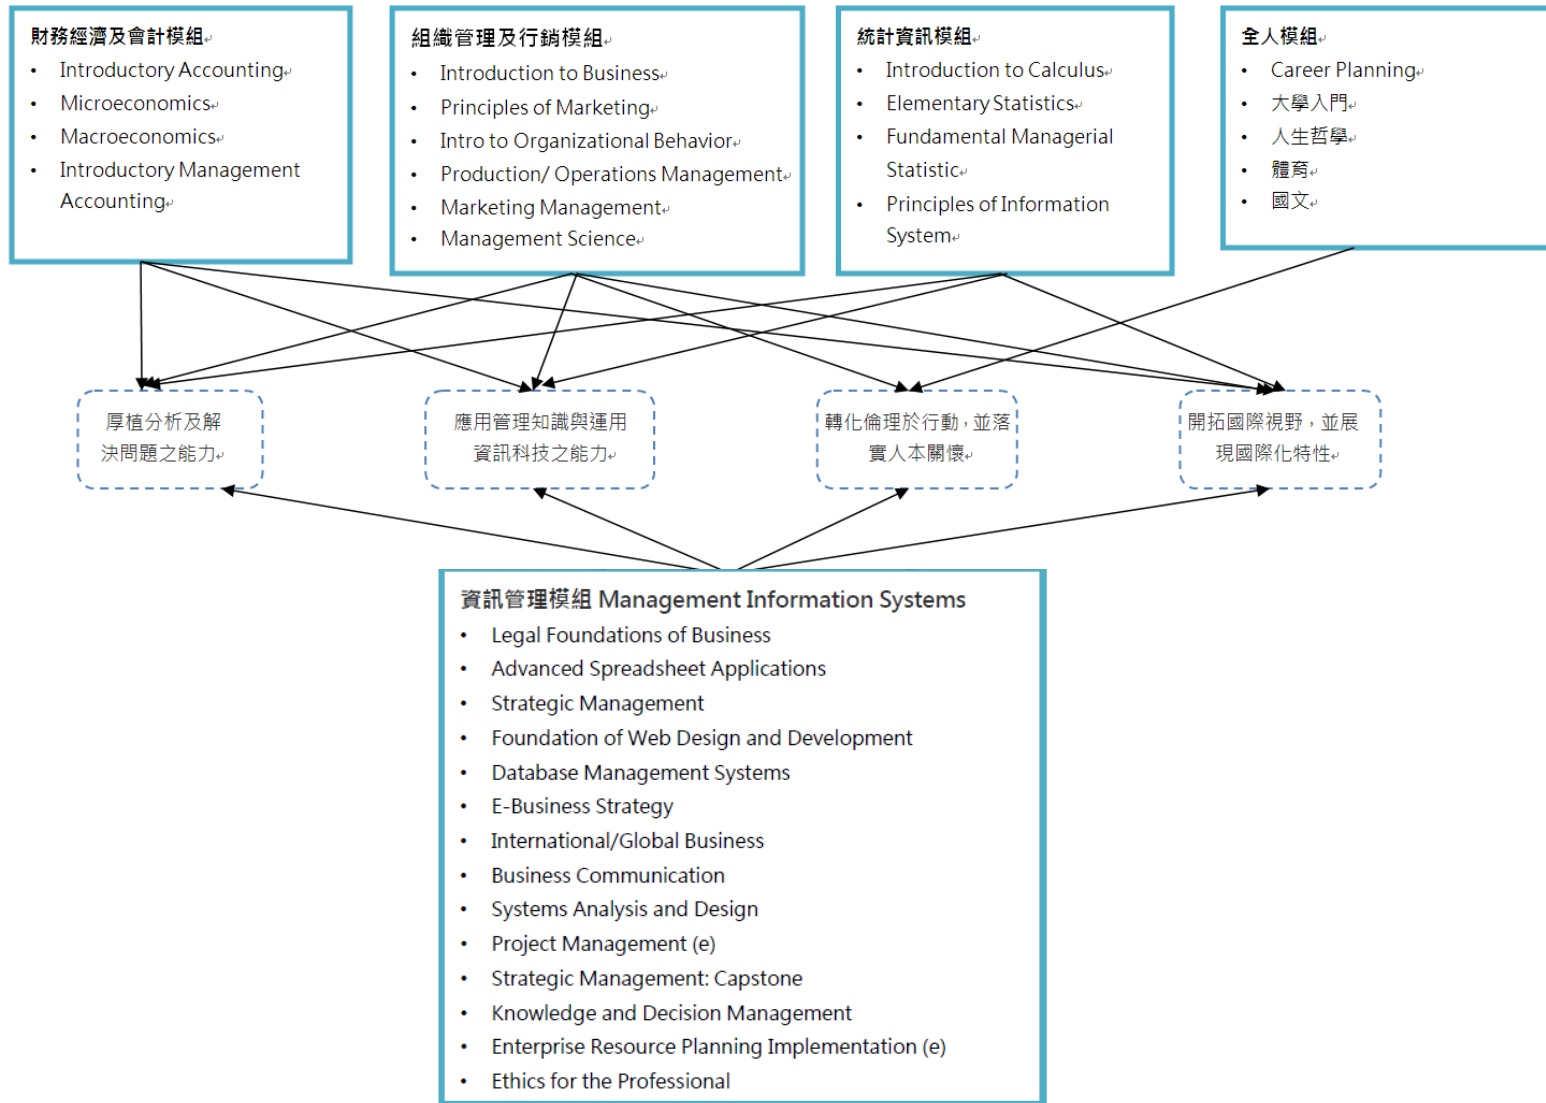 財務經濟及會計模組
• Introductory Accounting
• Microeconomics
• Macroeconomics
• Introductory Management
Accounting
組織管理及行銷模組
• Introduction to Business
• Principles of Marketing
• Intro to Organizational Behavior
• Production/ Operations Management
• Marketing Management
• Management Science
統計資訊模組
• Introduction to Calculus
• Elementary Statistics
• Fundamental Managerial
Statistic
• Principles of Information
System
全人模組
• Career Planning
• 大學入門
• 人生哲學
• 體育
• 國文
厚植分析及解
決問題之能力
應用管理知識與運用
資訊科技之能力
轉化倫理於行動，並落
實人本關懷
開拓國際視野，並展
現國際化特性
資訊管理模組 Management Information Systems
• Legal Foundations of Business
• Advanced Spreadsheet Applications
• Strategic Management
• Foundation of Web Design and Development
• Database Management Systems
• E-Business Strategy
• International/Global Business
• Business Communication
• Systems Analysis and Design
• Project Management (e)
• Strategic Management: Capstone
• Knowledge and Decision Management
• Enterprise Resource Planning Implementation (e)
• Ethics for the Professional